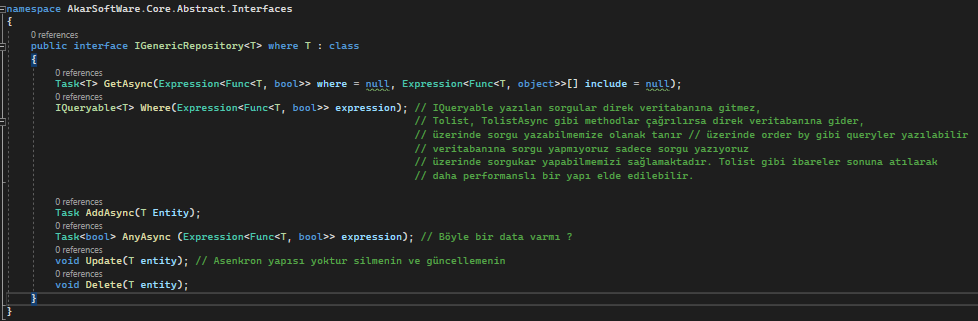 namespace AkarSoftWare.Core.Abstract.Interfaces
{
0 references
public interface IGenericRepository<T> where T : class
{
0 references
Task<T> GetAsync(Expression<Func<T, bool>> where = null, Expression<Func<T, object>>[] include = null);
0 references
IQueryable<T> Where(Expression<Func<T, bool>> expression); // IQueryable yazılan sorgular direk veritabanına gitmez,
// Tolist, TolistAsync gibi methodlar çağrılırsa direk veritabanına gider,
// üzerinde sorgu yazabilmemize olanak tanır // üzerinde order by gibi queryler yazılabilir
// veritabanına sorgu yapmıyoruz sadece sorgu yazıyoruz
// üzerinde sorgukar yapabilmemizi sağlamaktadır. Tolist gibi ibareler sonuna atılarak
// daha performanslı bir yapı elde edilebilir.
0 references
Task AddAsync(T Entity);
0 references
Task<bool> AnyAsync (Expression<Func<T, bool>> expression); // Böyle bir data varmı ?
0 references
void Update(T entity); // Asenkron yapısı yoktur silmenin ve güncellemenin
0 references
void Delete(T entity);
}
}